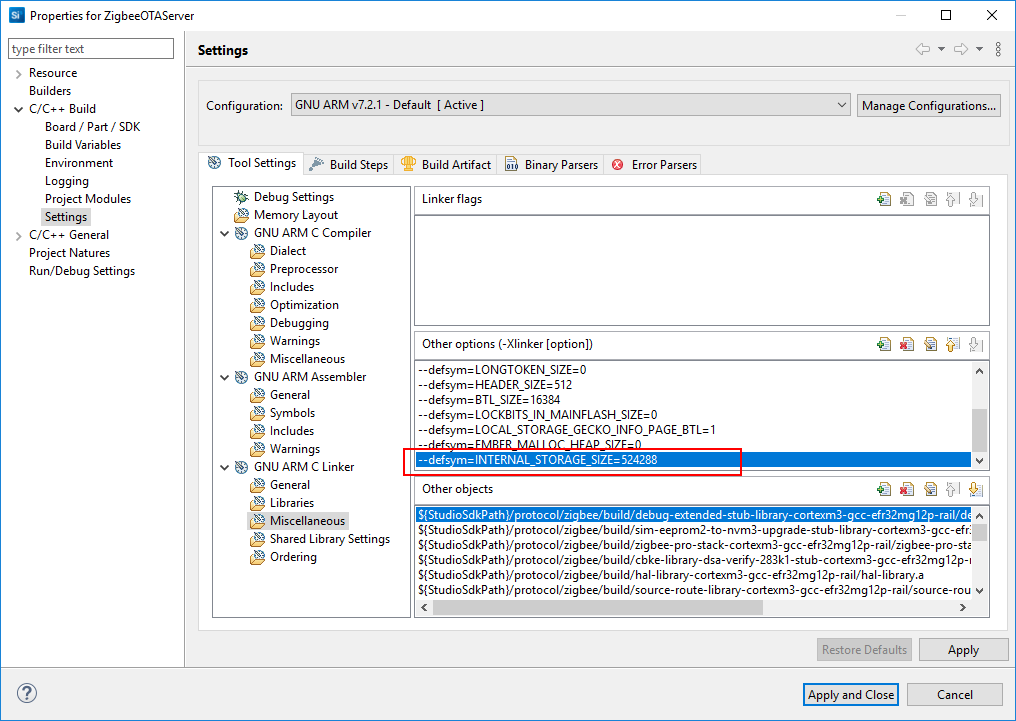 Si Properties for ZigbeeOTAServer
type filter text
Resource
Builders
C/C++ Build
Board / Part / SDK
Build Variables
Environment
Logging
Project Modules
Settings
C/C++ General
Project Natures
Run/Debug Settings
Settings
Configuration: GNU ARM v7.2.1 - Default [ Active ] Manage Configurations...
Tool Settings Build Steps Build Artifact Binary Parsers Error Parsers
Debug Settings
Memory Layout
GNU ARM C Compiler
Dialect
Preprocessor
Includes
Optimization
Debugging
Warnings
Miscellaneous
GNU ARM Assembler
General
Symbols
Includes
Warnings
GNU ARM C Linker
General
Libraries
Miscellaneous
Shared Library Settings
Ordering
Linker flags
Other options (-Xlinker [option])
--defsym=LONGTOKEN_SIZE=0
--defsym=HEADER_SIZE=512
--defsym=BTL_SIZE=16384
--defsym=LOCKBITS_IN_MAINFLASH_SIZE=0
--defsym=LOCAL_STORAGE_GECKO_INFO_PAGE_BTL=1
--defsym=EMBER_MALLOC_HEAP_SIZE=0
--defsym=INTERNAL_STORAGE_SIZE=524288
Other objects
${StudioSdkPath}/protocol/zigbee/build/debug-extended-stub-library-cortexm3-gcc-efr32mg12p-rail/de
${StudioSdkPath}/protocol/zigbee/build/sim-eeprom2-to-nvm3-upgrade-stub-library-cortexm3-gcc-ef
${StudioSdkPath}/protocol/zigbee/build/zigbee-pro-stack-cortexm3-gcc-efr32mg12p-rail/zigbee-pro-sta
${StudioSdkPath}/protocol/zigbee/build/cbke-library-dsa-verify-283k1-stub-cortexm3-gcc-efr32mg12p-r
${StudioSdkPath}/protocol/zigbee/build/hal-library-cortexm3-gcc-efr32mg12p-rail/hal-library.a
${StudioSdkPath}/protocol/zigbee/build/source-route-library-cortexm3-gcc-efr32mg12p-rail/source-rou
Restore Defaults Apply
Apply and Close Cancel